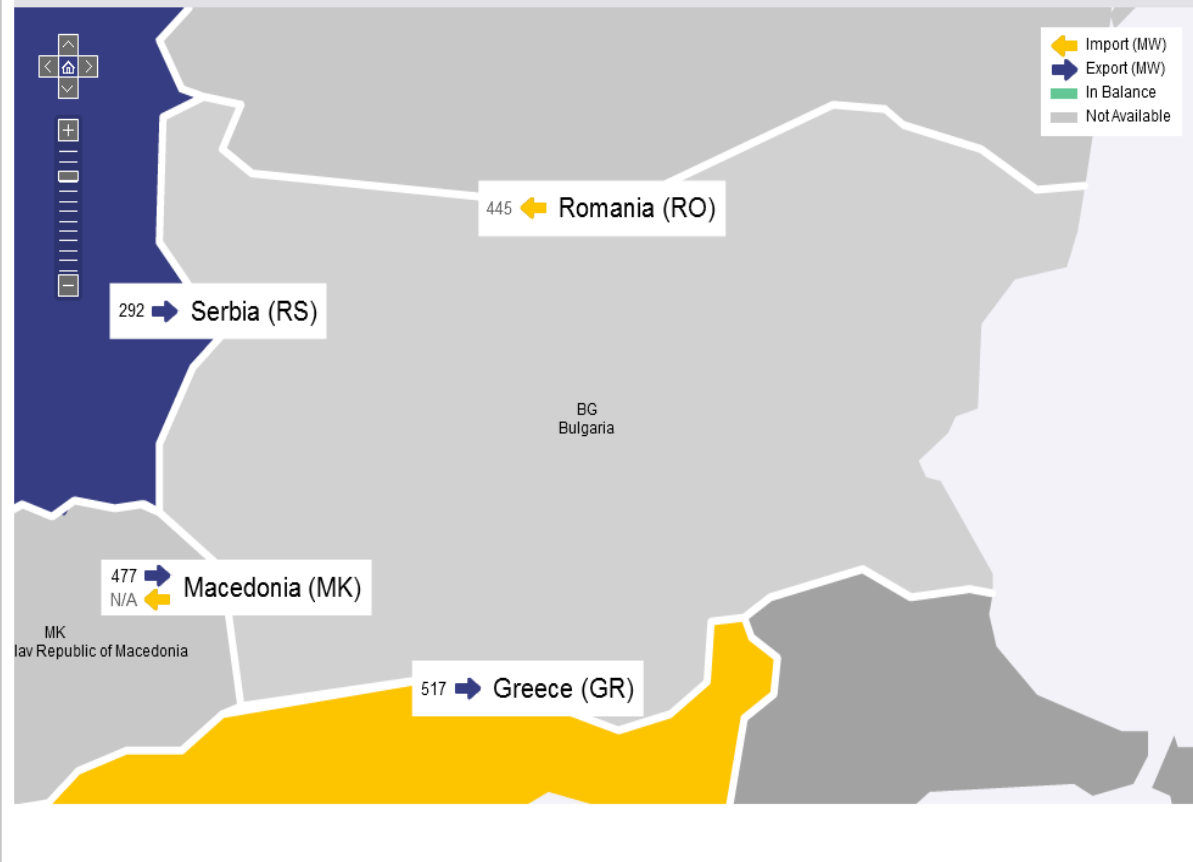 Import (MW)
Export (MW)
In Balance
Not Available
445 Romania (RO)
292 Serbia (RS)
BG
Bulgaria
477
N/A
Macedonia (MK)
MK
lav Republic of Macedonia
517 Greece (GR)